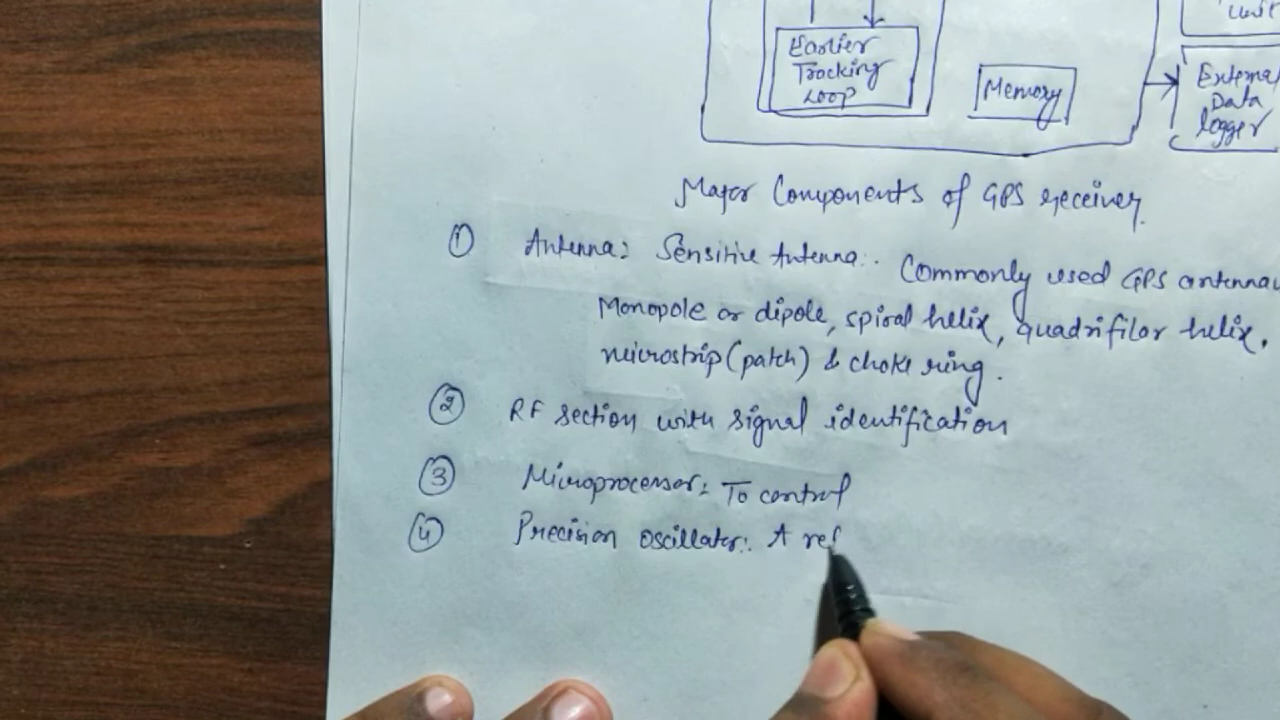 Unit
Earlier
Tracking
Loop
Memory
External
Data
logger
Major Components of GPS receiver.
① Antenna: Sensitive Antenna:. Commonly used GPS antenna
Monopole or dipole, spiral helix, quadrifilar helix.
microstrip (patch) & choke ring.
② RF section with signal identification
③ Microprocessor: To control
④ Precision oscillator:. A ref